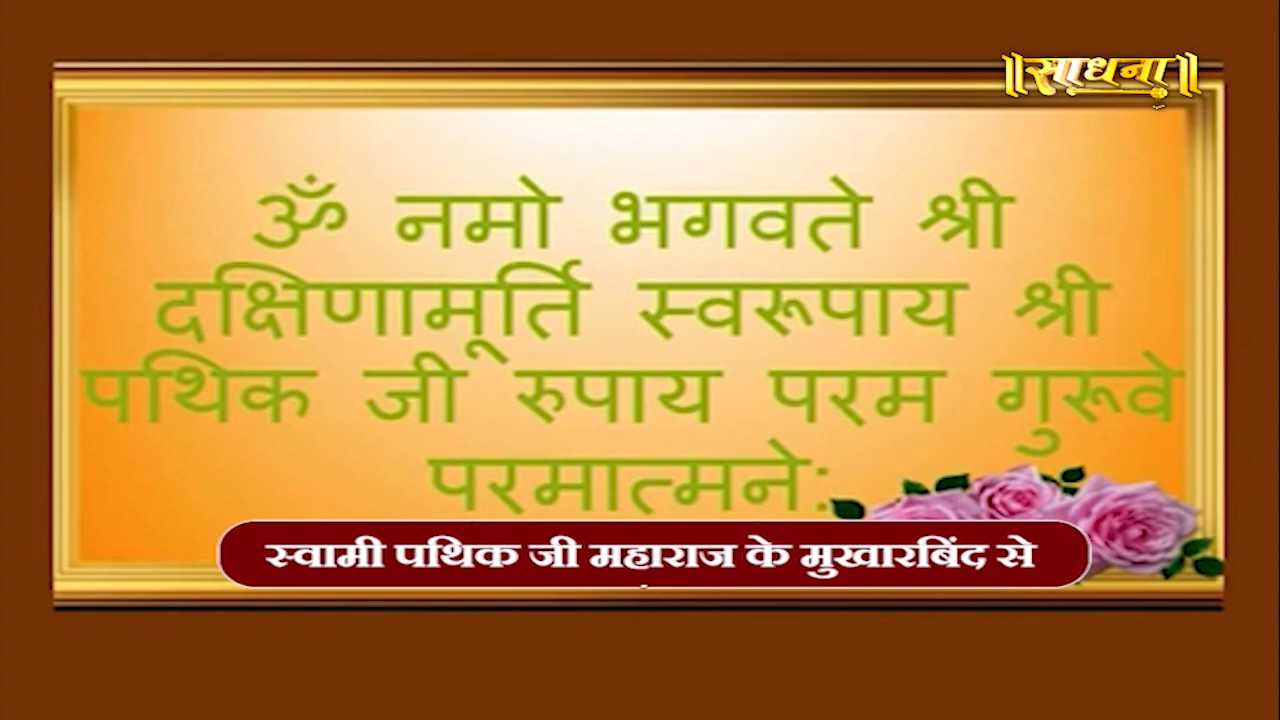 ॥साधना॥
ॐ नमो भगवते श्री
दक्षिणामूर्ति स्वरूपाय श्री
पथिक जी रुपाय परम गुरूवे
परमात्मने:
स्वामी पथिक जी महाराज के मुखारबिंद से